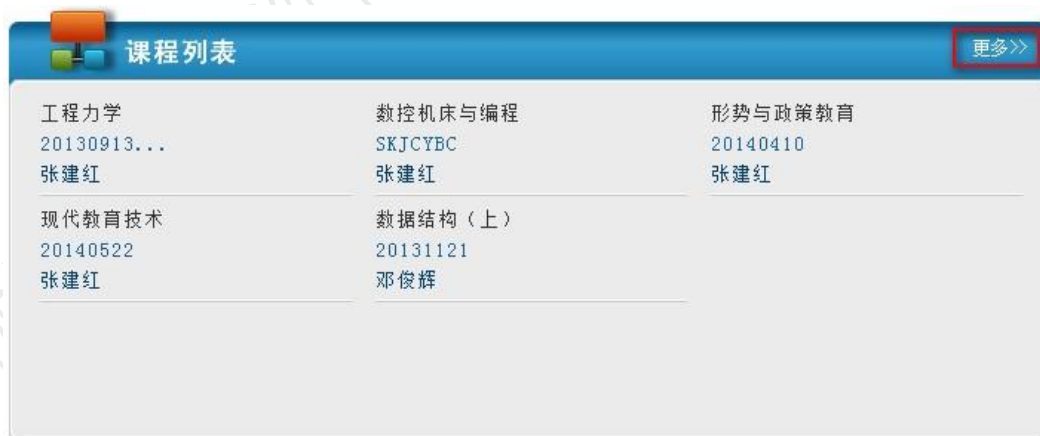 课程列表
更多>>
工程力学
20130913...
张建红
数控机床与编程
SKJCYBC
张建红
形势与政策教育
20140410
张建红
现代教育技术
20140522
张建红
数据结构（上）
20131121
邓俊辉